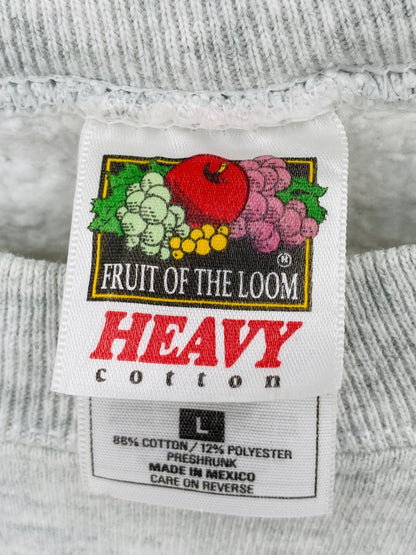 FRUIT OF THE LOOM ®
HEAVY
cotton
L
88% COTTON / 12% POLYESTER
PRESHRUNK
MADE IN MEXICO
CARE ON REVERSE